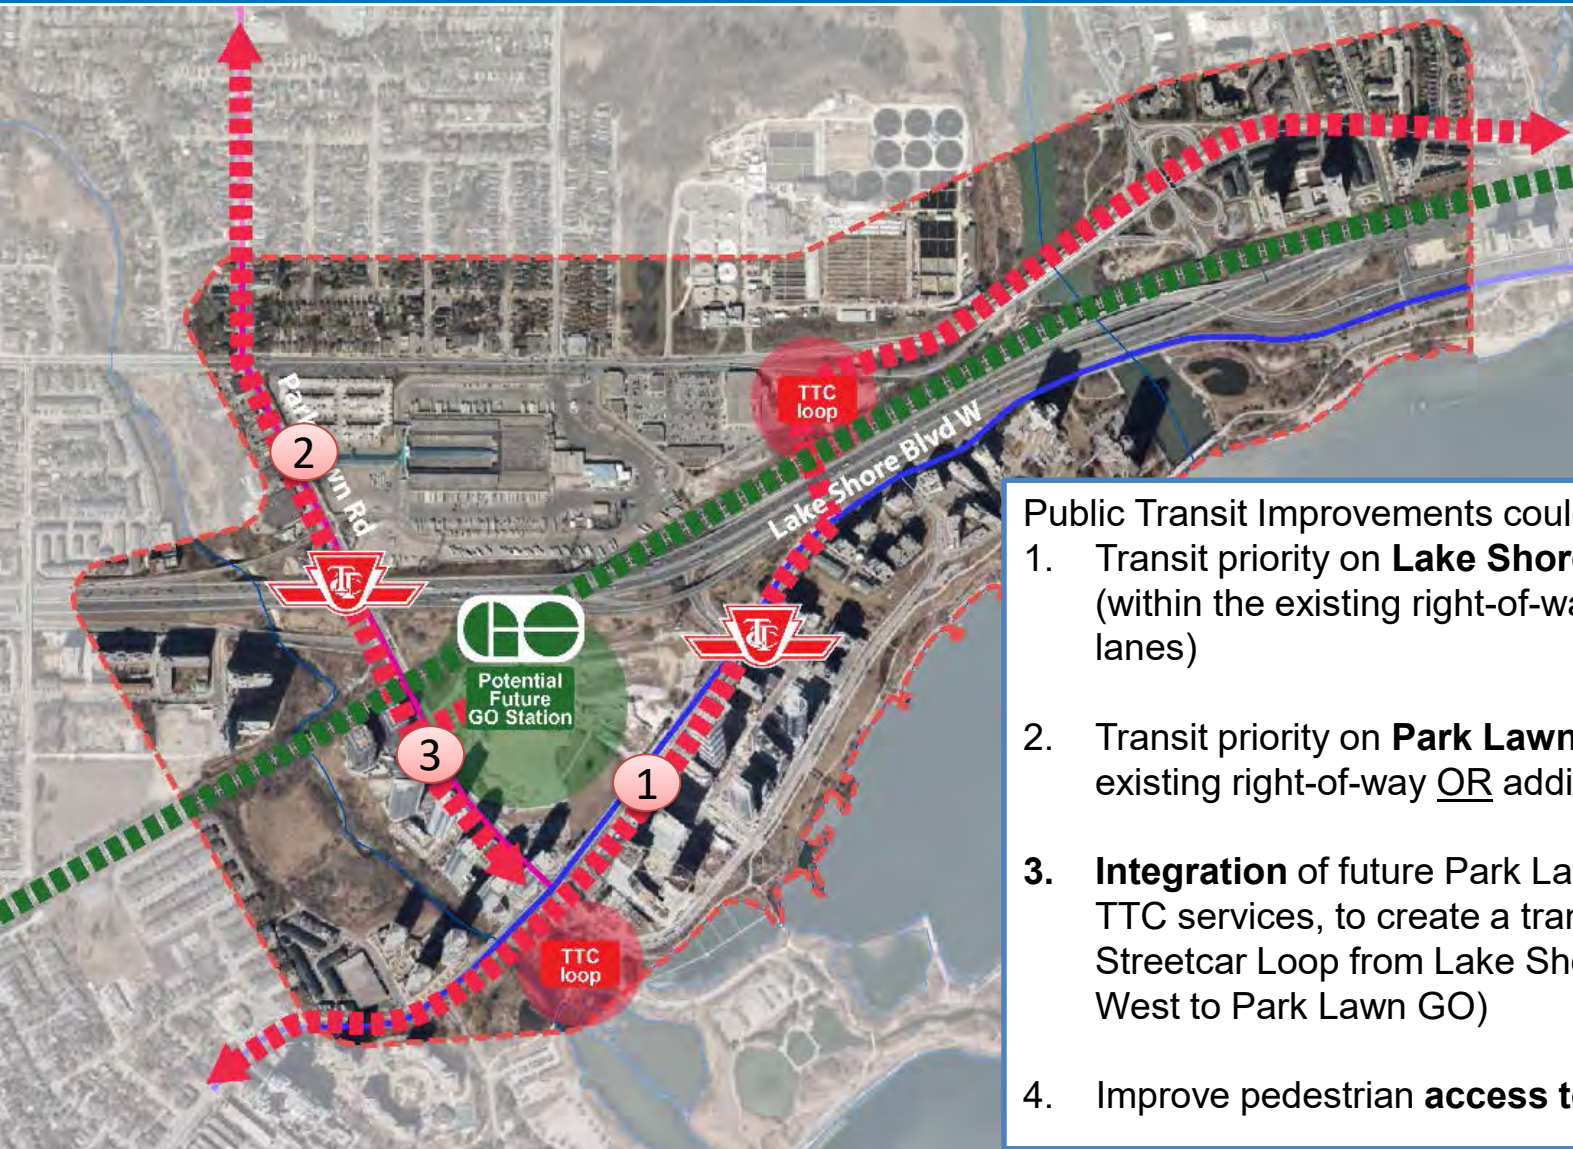 Park Lawn Rd
2
TTC
loop
Lake Shore Blvd W
GO
Potential
Future
GO Station
3
1
TTC
loop
Public Transit Improvements coul
1. Transit priority on Lake Shor
(within the existing right-of-wa
lanes)
2. Transit priority on Park Lawn
existing right-of-way OR addi
3. Integration of future Park La
TTC services, to create a tra
Streetcar Loop from Lake Sh
West to Park Lawn GO)
4. Improve pedestrian access t